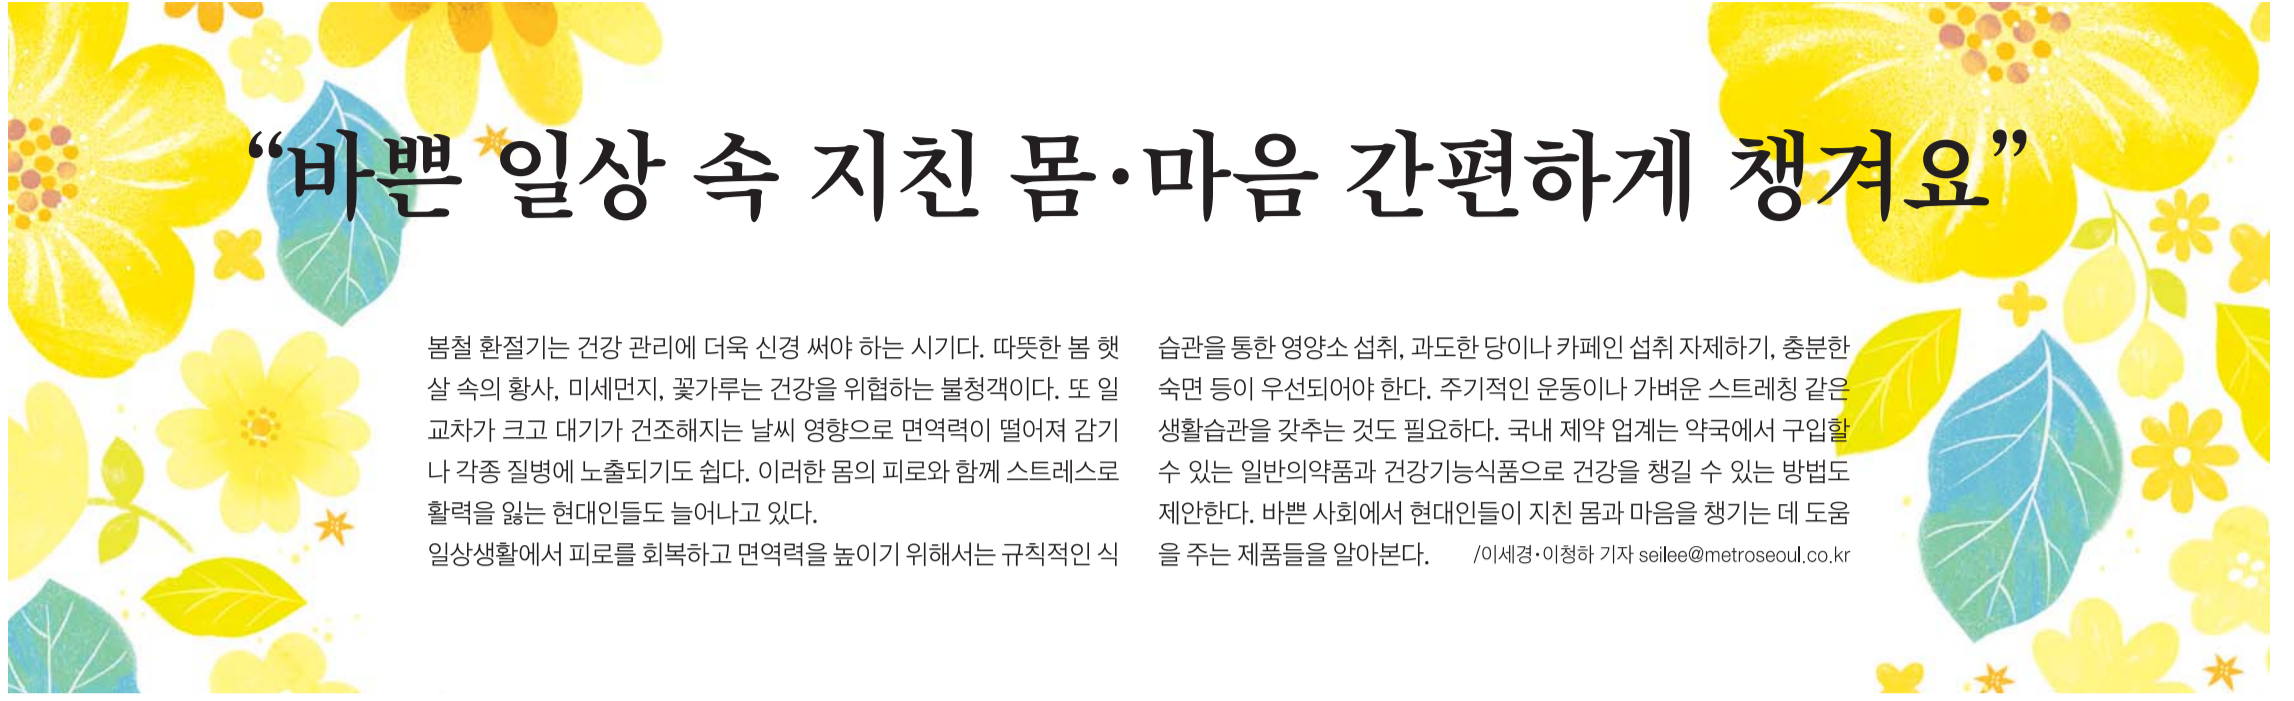 “바쁜 일상 속 지친 몸·마음 간편하게 챙겨요”
봄철 환절기는 건강 관리에 더욱 신경 써야 하는 시기다. 따뜻한 봄 햇
살 속의 황사, 미세먼지, 꽃가루는 건강을 위협하는 불청객이다. 또 일
교차가 크고 대기가 건조해지는 날씨 영향으로 면역력이 떨어져 감기
나 각종 질병에 노출되기도 쉽다. 이러한 몸의 피로와 함께 스트레스로
활력을 잃는 현대인들도 늘어나고 있다.
일상생활에서 피로를 회복하고 면역력을 높이기 위해서는 규칙적인 식
습관을 통한 영양소 섭취, 과도한 당이나 카페인 섭취 자제하기, 충분한
숙면 등이 우선되어야 한다. 주기적인 운동이나 가벼운 스트레칭 같은
생활습관을 갖추는 것도 필요하다. 국내 제약 업계는 약국에서 구입할
수 있는 일반의약품과 건강기능식품으로 건강을 챙길 수 있는 방법도
제안한다. 바쁜 사회에서 현대인들이 지친 몸과 마음을 챙기는 데 도움
을 주는 제품들을 알아본다. /이세경·이청하 기자 seilee@metroseoul.co.kr